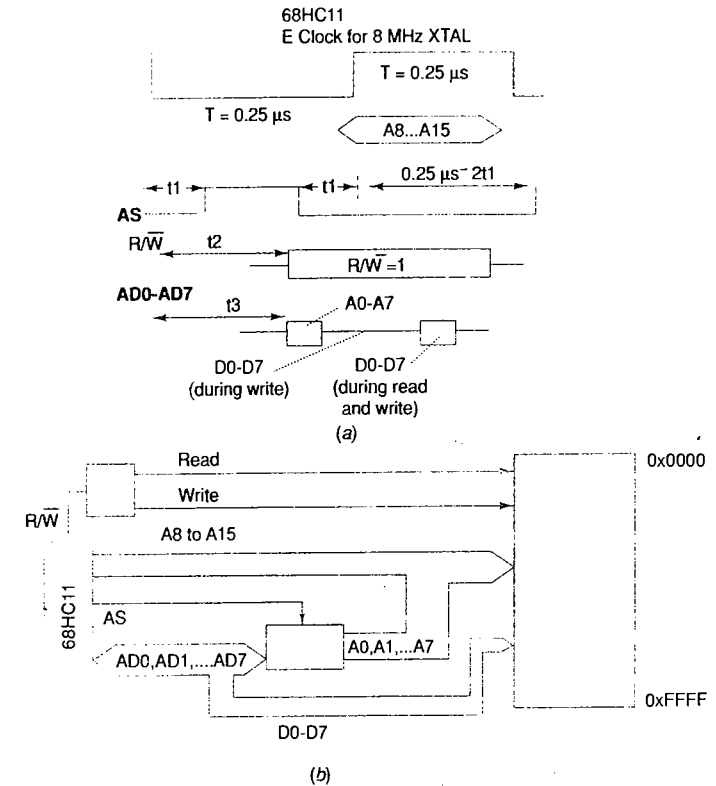 68HC11
E Clock for 8 MHz XTAL
T = 0.25 µs
T = 0.25 µs
A8...A15
t1
t1
0.25 µs- 2t1
AS
R/W̅
t2
R/W̅=1
AD0-AD7
t3
A0-A7
D0-D7
(during write)
D0-D7
(during read
and write)
(a)
Read
0x0000
Write
R/W̅
A8 to A15
68HC11
AS
A0,A1,...A7
AD0,AD1,....AD7
0xFFFF
D0-D7
(b)